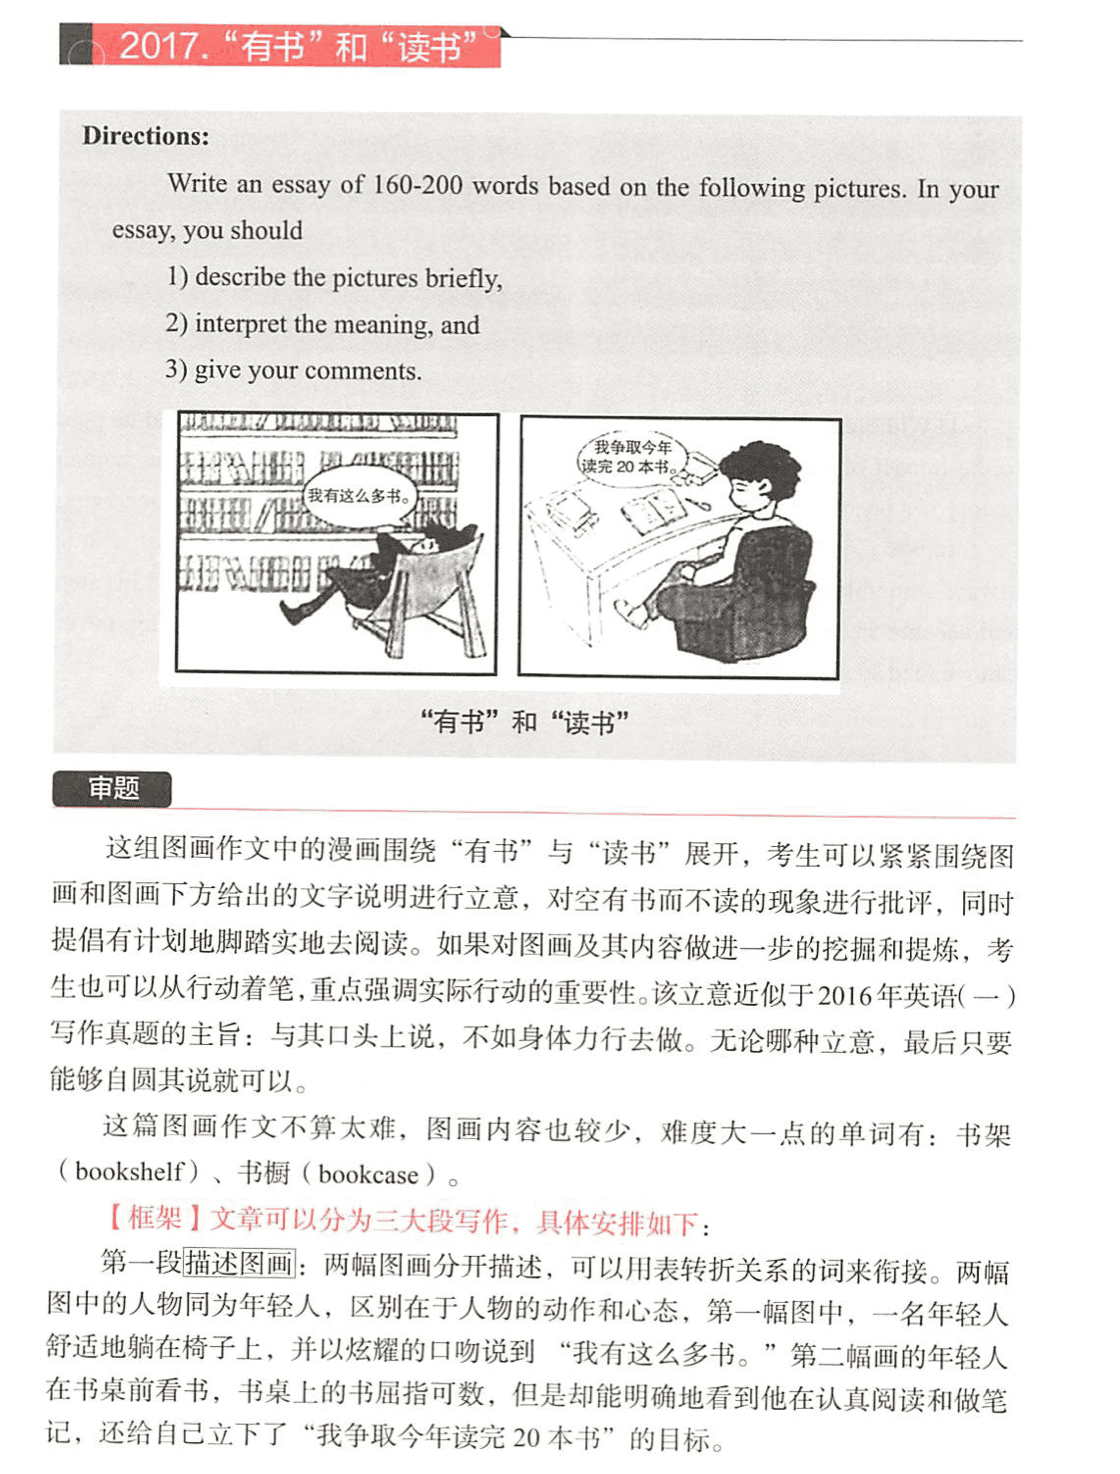 2017. “有书”和“读书”
Directions:
Write an essay of 160-200 words based on the following pictures. In your
essay, you should
1) describe the pictures briefly,
2) interpret the meaning, and
3) give your comments.
我有这么多书。
我争取今年
读完 20 本书。
“有书”和“读书”
审题
这组图画作文中的漫画围绕“有书”与“读书”展开，考生可以紧紧围绕图
画和图画下方给出的文字说明进行立意，对空有书而不读的现象进行批评，同时
提倡有计划地脚踏实地去阅读。如果对图画及其内容做进一步的挖掘和提炼，考
生也可以从行动着笔，重点强调实际行动的重要性。该立意近似于2016年英语(一)
写作真题的主旨：与其口头上说，不如身体力行去做。无论哪种立意，最后只要
能够自圆其说就可以。
这篇图画作文不算太难，图画内容也较少，难度大一点的单词有：书架
（bookshelf）、书橱（bookcase）。
【框架】文章可以分为三大段写作，具体安排如下：
第一段描述图画：两幅图画分开描述，可以用表转折关系的词来衔接。两幅
图中的人物同为年轻人，区别在于人物的动作和心态，第一幅图中，一名年轻人
舒适地躺在椅子上，并以炫耀的口吻说到 “我有这么多书。”第二幅画的年轻人
在书桌前看书，书桌上的书屈指可数，但是却能明确地看到他在认真阅读和做笔
记，还给自己立下了“我争取今年读完 20 本书”的目标。